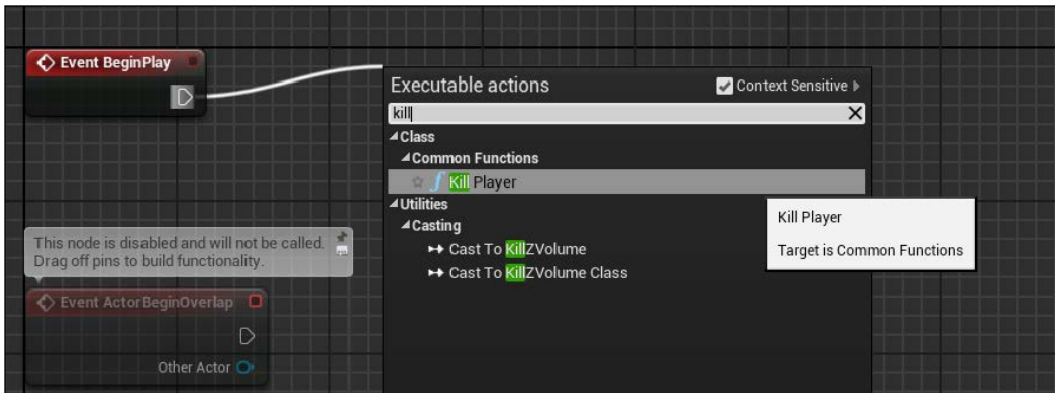 Event BeginPlay
Executable actions
Context Sensitive
kill
Class
Common Functions
Kill Player
Utilities
Casting
Cast To KillZVolume
Cast To KillZVolume Class
Kill Player
Target is Common Functions
This node is disabled and will not be called.
Drag off pins to build functionality.
Event ActorBeginOverlap
Other Actor